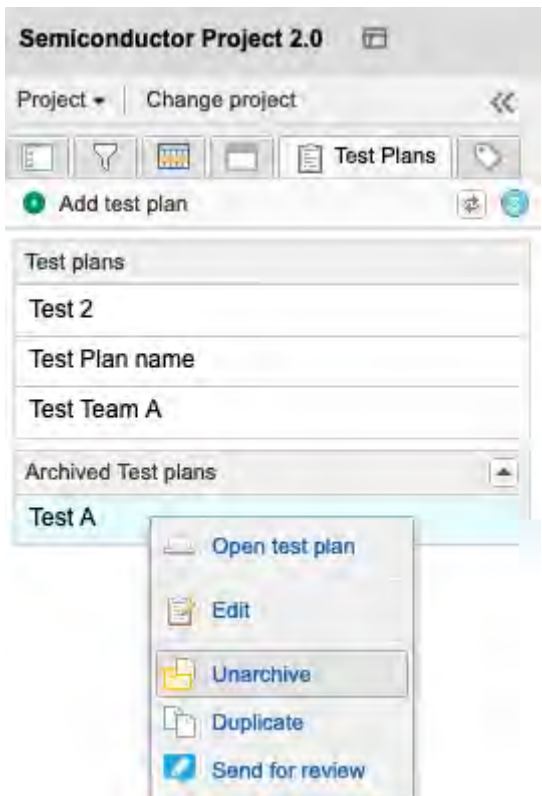 Semiconductor Project 2.0
Project Change project
Test Plans
Add test plan
Test plans
Test 2
Test Plan name
Test Team A
Archived Test plans
Test A
Open test plan
Edit
Unarchive
Duplicate
Send for review